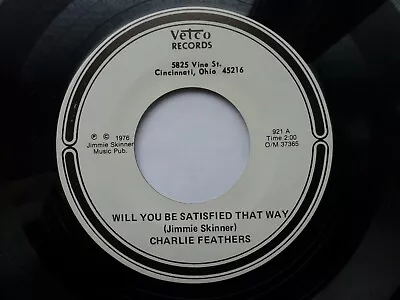 Vetco
RECORDS
5825 Vine St.
Cincinnati, Ohio 45216
℗ © 1976
Jimmie Skinner
Music Pub.
921 A
Time 2:00
O/M 37365
WILL YOU BE SATISFIED THAT WAY
(Jimmie Skinner)
CHARLIE FEATHERS